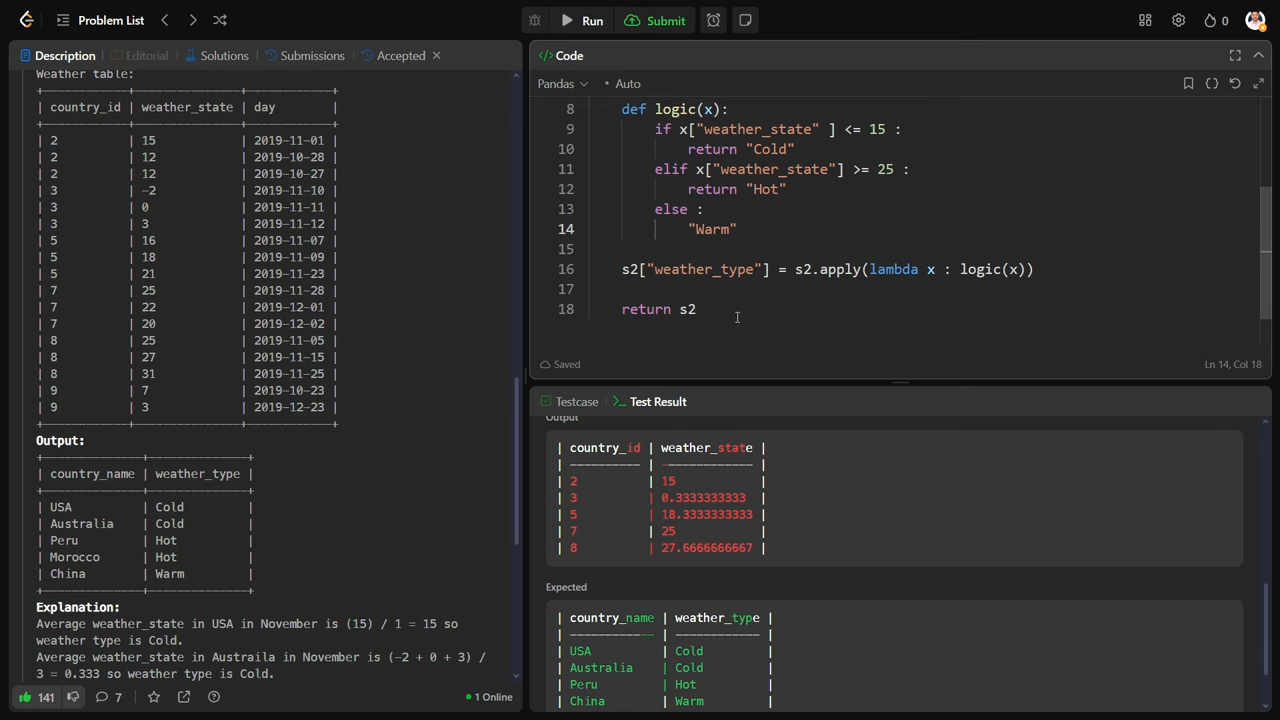 Problem List
Run
Submit
0
Description
Editorial
Solutions
Submissions
Accepted
Weather table:
+------------+---------------+------------+
| country_id | weather_state | day        |
+------------+---------------+------------+
| 2          | 15            | 2019-11-01 |
| 2          | 12            | 2019-10-28 |
| 2          | 12            | 2019-10-27 |
| 3          | -2            | 2019-11-10 |
| 3          | 0             | 2019-11-11 |
| 3          | 3             | 2019-11-12 |
| 5          | 16            | 2019-11-07 |
| 5          | 18            | 2019-11-09 |
| 5          | 21            | 2019-11-23 |
| 7          | 25            | 2019-11-28 |
| 7          | 22            | 2019-12-01 |
| 7          | 20            | 2019-12-02 |
| 8          | 25            | 2019-11-05 |
| 8          | 27            | 2019-11-15 |
| 8          | 31            | 2019-11-25 |
| 9          | 7             | 2019-10-23 |
| 9          | 3             | 2019-12-23 |
+------------+---------------+------------+
Output:
+--------------+--------------+
| country_name | weather_type |
+--------------+--------------+
| USA          | Cold         |
| Australia    | Cold         |
| Peru         | Hot          |
| Morocco      | Hot          |
| China        | Warm         |
+--------------+--------------+
Explanation:
Average weather_state in USA in November is (15) / 1 = 15 so
weather type is Cold.
Average weather_state in Austraila in November is (-2 + 0 + 3) /
3 = 0.333 so weather type is Cold.
141
7
1 Online
</> Code
Pandas
Auto
8 def logic(x):
9 if x["weather_state" ] <= 15 :
10 return "Cold"
11 elif x["weather_state"] >= 25 :
12 return "Hot"
13 else :
14 "Warm"
15
16 s2["weather_type"] = s2.apply(lambda x : logic(x))
17
18 return s2
Saved
Ln 14, Col 18
Testcase
Test Result
Output
| country_id | weather_state |
| ---------- | ------------- |
| 2          | 15            |
| 3          | 0.3333333333  |
| 5          | 18.3333333333 |
| 7          | 25            |
| 8          | 27.6666666667 |
Expected
| country_name | weather_type |
| ------------ | ------------ |
| USA          | Cold         |
| Australia    | Cold         |
| Peru         | Hot          |
| China        | Warm         |